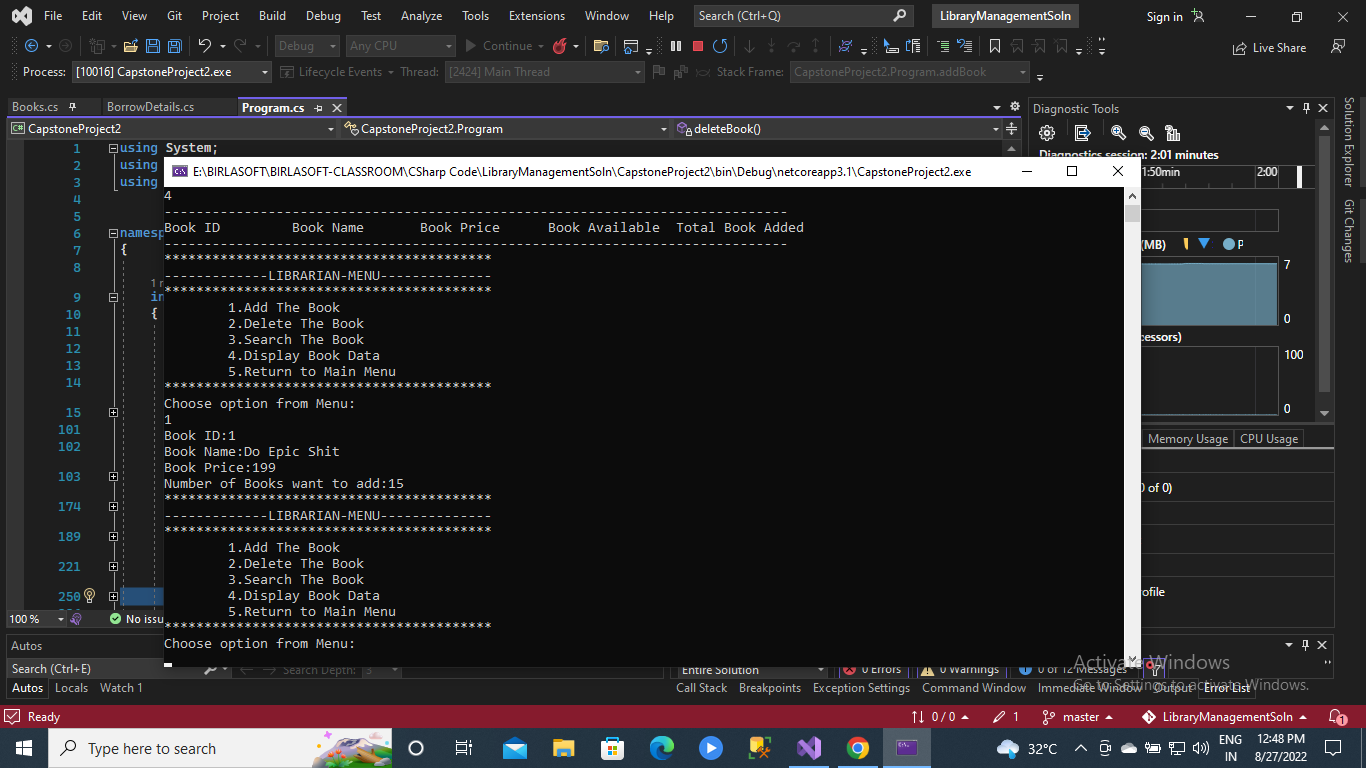 File Edit View Git Project Build Debug Test Analyze Tools Extensions Window Help Search (Ctrl+Q) LibraryManagementSoln Sign in
Debug Any CPU Continue Live Share
Process: [10016] CapstoneProject2.exe Lifecycle Events Thread: [2424] Main Thread Stack Frame: CapstoneProject2.Program.addBook
Books.cs BorrowDetails.cs Program.cs Diagnostic Tools
CapstoneProject2 CapstoneProject2.Program deleteBook()
Solution Explorer
Git Changes
1 using System;
2 using
3 using
4
5
6 namesp
7 {
8
9 in
10 {
11
12
13
14
15
101
102
103
174
189
221
250
100 % No issu
Diagnostics session: 2:01 minutes
1:50min 2:00
(MB) P
7
0
100
0
Memory Usage CPU Usage
0 of 0)
ofile
E:\BIRLASOFT\BIRLASOFT-CLASSROOM\CSharp Code\LibraryManagementSoln\CapstoneProject2\bin\Debug\netcoreapp3.1\CapstoneProject2.exe
4
------------------------------------------------------------------------------
Book ID Book Name Book Price Book Available Total Book Added
------------------------------------------------------------------------------
*****************************************
-------------LIBRARIAN-MENU--------------
*****************************************
1.Add The Book
2.Delete The Book
3.Search The Book
4.Display Book Data
5.Return to Main Menu
*****************************************
Choose option from Menu:
1
Book ID:1
Book Name:Do Epic Shit
Book Price:199
Number of Books want to add:15
*****************************************
-------------LIBRARIAN-MENU--------------
*****************************************
1.Add The Book
2.Delete The Book
3.Search The Book
4.Display Book Data
5.Return to Main Menu
*****************************************
Choose option from Menu:
Autos
Search (Ctrl+E) Search Depth: 3 Entire Solution 0 Errors 0 Warnings 0 of 12 Messages
Autos Locals Watch 1 Call Stack Breakpoints Exception Settings Command Window Immediate Window Output Error List
Activate Windows
Go to Settings to activate Windows.
Ready 0 / 0 1 master LibraryManagementSoln 1
Type here to search 32°C ENG IN 12:48 PM 8/27/2022